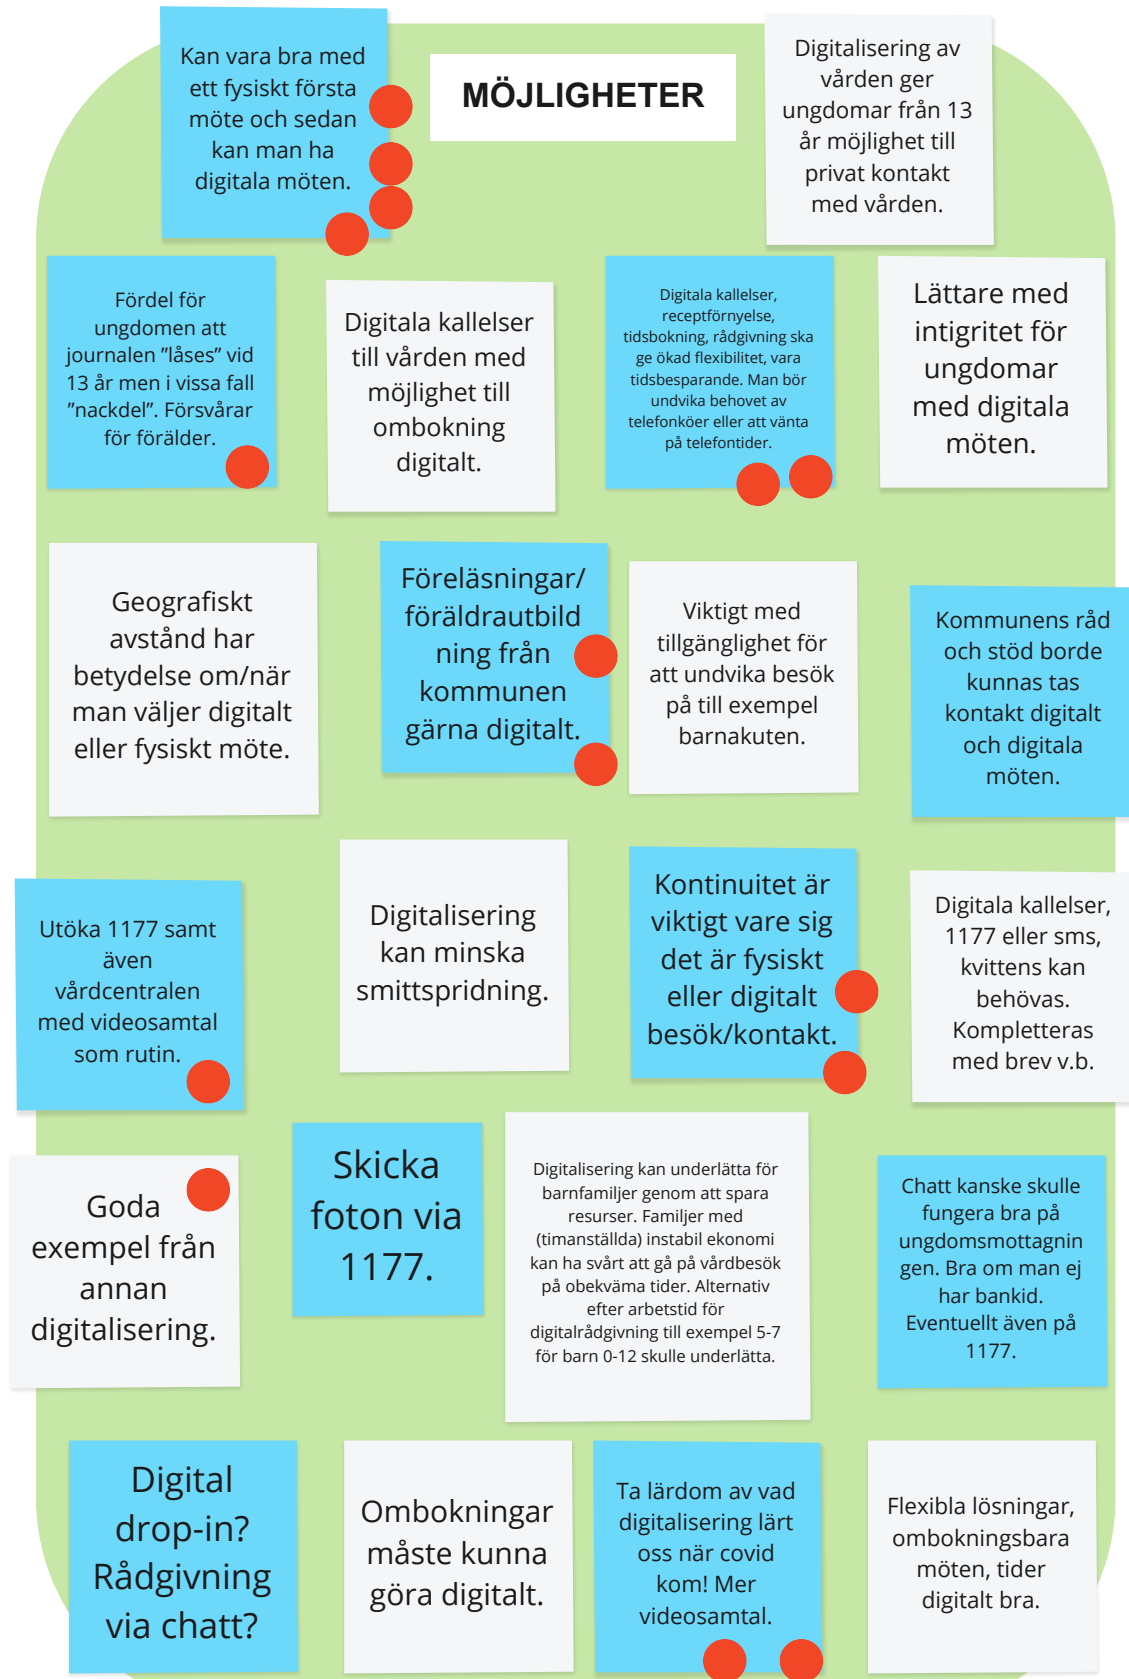 Kan vara bra med
ett fysiskt första
möte och sedan
kan man ha
digitala möten.
MÖJLIGHETER
Digitalisering av
vården ger
ungdomar från 13
år möjlighet till
privat kontakt
med vården.
Fördel för
ungdomen att
journalen ”låses” vid
13 år men i vissa fall
”nackdel”. Försvårar
för förälder.
Digitala kallelser
till vården med
möjlighet till
ombokning
digitalt.
Digitala kallelser,
receptförnyelse,
tidsbokning, rådgivning ska
ge ökad flexibilitet, vara
tidsbesparande. Man bör
undvika behovet av
telefonköer eller att vänta
på telefontider.
Lättare med
intigritet för
ungdomar
med digitala
möten.
Geografiskt
avstånd har
betydelse om/när
man väljer digitalt
eller fysiskt möte.
Föreläsningar/
föräldrautbild
ning från
kommunen
gärna digitalt.
Viktigt med
tillgänglighet för
att undvika besök
på till exempel
barnakuten.
Kommunens råd
och stöd borde
kunnas tas
kontakt digitalt
och digitala
möten.
Utöka 1177 samt
även
vårdcentralen
med videosamtal
som rutin.
Digitalisering
kan minska
smittspridning.
Kontinuitet är
viktigt vare sig
det är fysiskt
eller digitalt
besök/kontakt.
Digitala kallelser,
1177 eller sms,
kvittens kan
behövas.
Kompletteras
med brev v.b.
Goda
exempel från
annan
digitalisering.
Skicka
foton via
1177.
Digitalisering kan underlätta för
barnfamiljer genom att spara
resurser. Familjer med
(timanställda) instabil ekonomi
kan ha svårt att gå på vårdbesök
på obekväma tider. Alternativ
efter arbetstid för
digitalrådgivning till exempel 5-7
för barn 0-12 skulle underlätta.
Chatt kanske skulle
fungera bra på
ungdomsmottagnin
gen. Bra om man ej
har bankid.
Eventuellt även på
1177.
Digital
drop-in?
Rådgivning
via chatt?
Ombokningar
måste kunna
göra digitalt.
Ta lärdom av vad
digitalisering lärt
oss när covid
kom! Mer
videosamtal.
Flexibla lösningar,
ombokningsbara
möten, tider
digitalt bra.